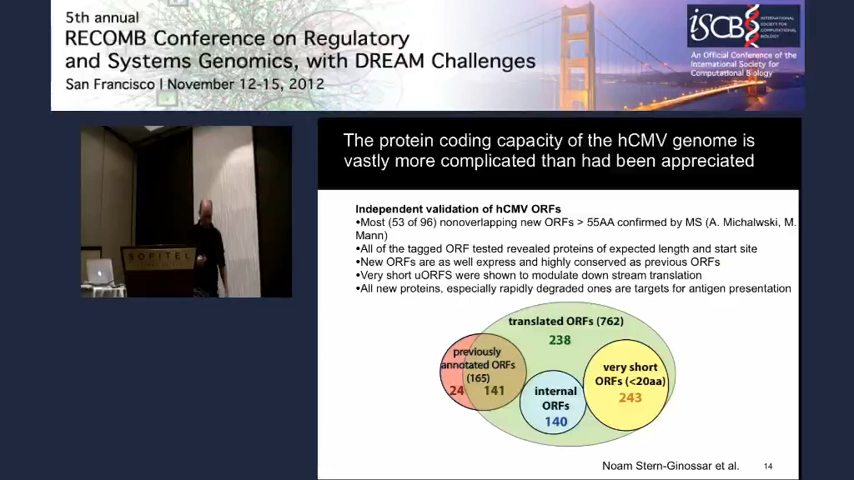 5th annual
RECOMB Conference on Regulatory
and Systems Genomics, with DREAM Challenges
San Francisco | November 12-15, 2012
iSCB
INTERNATIONAL
SOCIETY FOR
COMPUTATIONAL
BIOLOGY
An Official Conference of the
International Society for
Computational Biology
SOFITEL
The protein coding capacity of the hCMV genome is
vastly more complicated than had been appreciated
Independent validation of hCMV ORFs
•Most (53 of 96) nonoverlapping new ORFs > 55AA confirmed by MS (A. Michalwski, M.
Mann)
•All of the tagged ORF tested revealed proteins of expected length and start site
•New ORFs are as well express and highly conserved as previous ORFs
•Very short uORFS were shown to modulate down stream translation
•All new proteins, especially rapidly degraded ones are targets for antigen presentation
translated ORFs (762)
238
previously
annotated ORFs
(165)
24 141
internal
ORFs
140
very short
ORFs (<20aa)
243
Noam Stern-Ginossar et al.
14